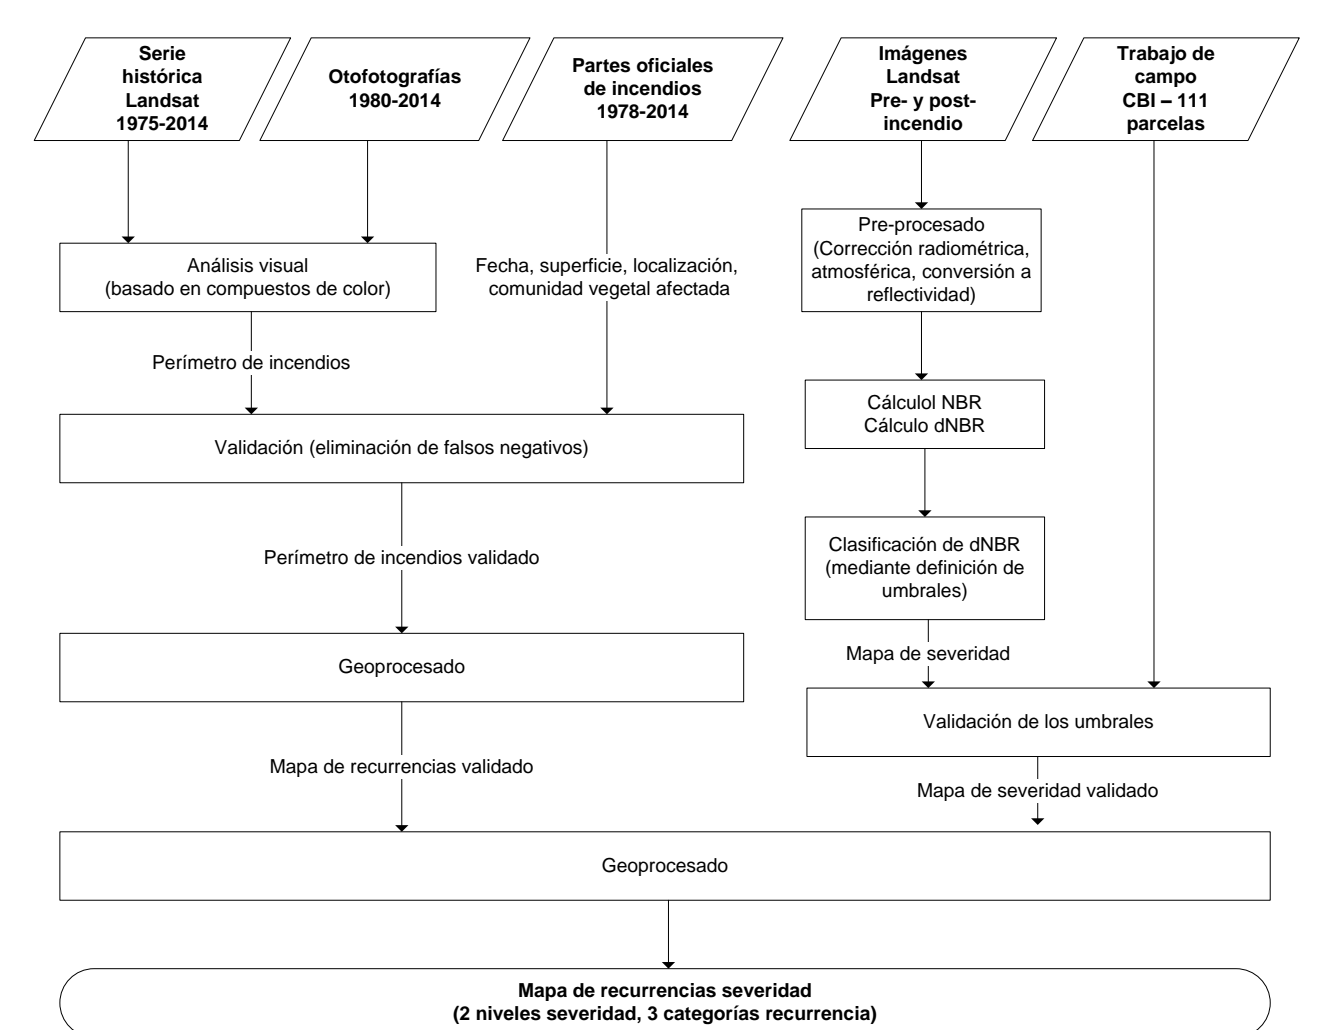 Serie
histórica
Landsat
1975-2014
Otofotografías
1980-2014
Partes oficiales
de incendios
1978-2014
Imágenes
Landsat
Pre- y post-
incendio
Trabajo de
campo
CBI – 111
parcelas
Pre-procesado
(Corrección radiométrica,
atmosférica, conversión a
reflectividad)
Análisis visual
(basado en compuestos de color)
Fecha, superficie, localización,
comunidad vegetal afectada
Perímetro de incendios
Cálculol NBR
Cálculo dNBR
Validación (eliminación de falsos negativos)
Clasificación de dNBR
(mediante definición de
umbrales)
Perímetro de incendios validado
Mapa de severidad
Geoprocesado
Validación de los umbrales
Mapa de recurrencias validado
Mapa de severidad validado
Geoprocesado
Mapa de recurrencias severidad
(2 niveles severidad, 3 categorías recurrencia)